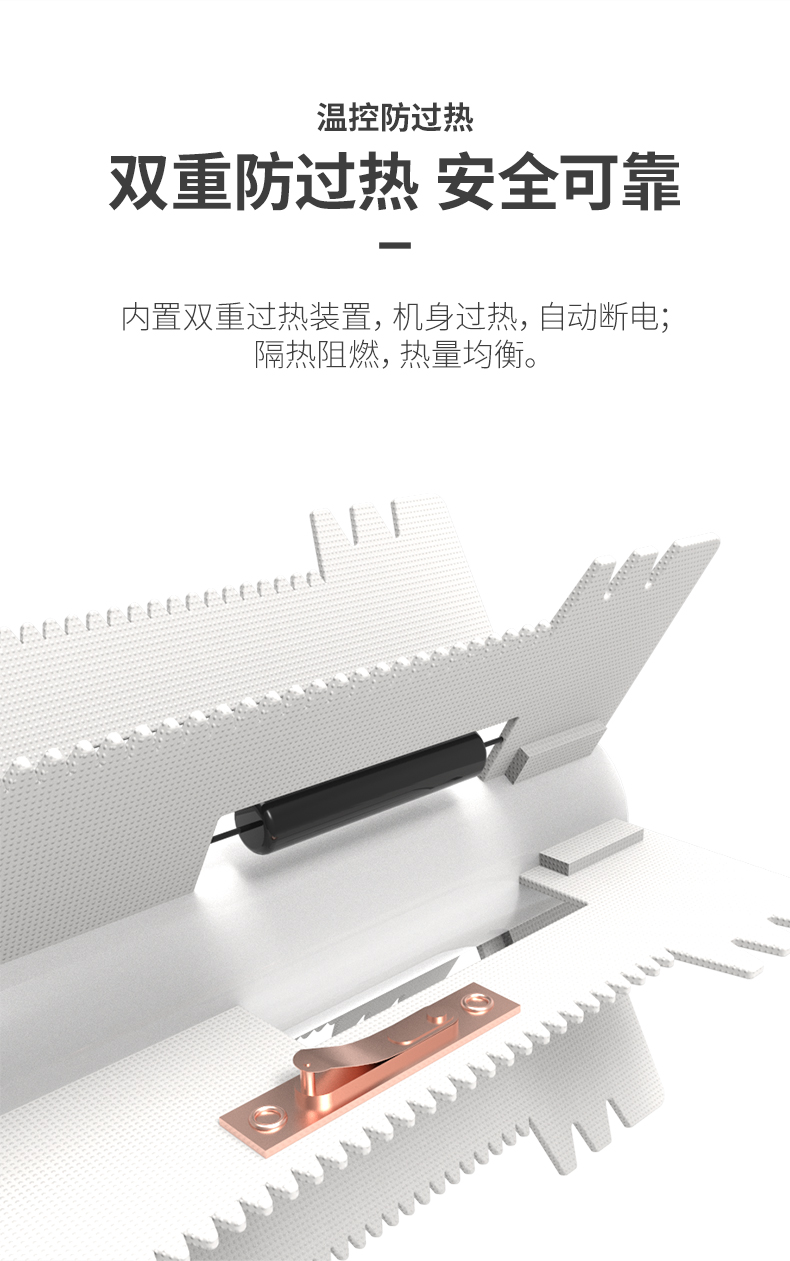 温控防过热
双重防过热 安全可靠
内置双重过热装置，机身过热，自动断电；
隔热阻燃，热量均衡。